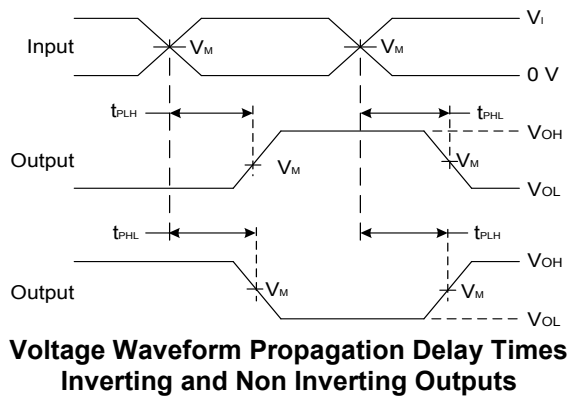 Input VM VM VI
0 V
tPLH tPHL
Output VM VM VOH
VOL
tPHL tPLH
Output VM VM VOH
VOL
Voltage Waveform Propagation Delay Times
Inverting and Non Inverting Outputs